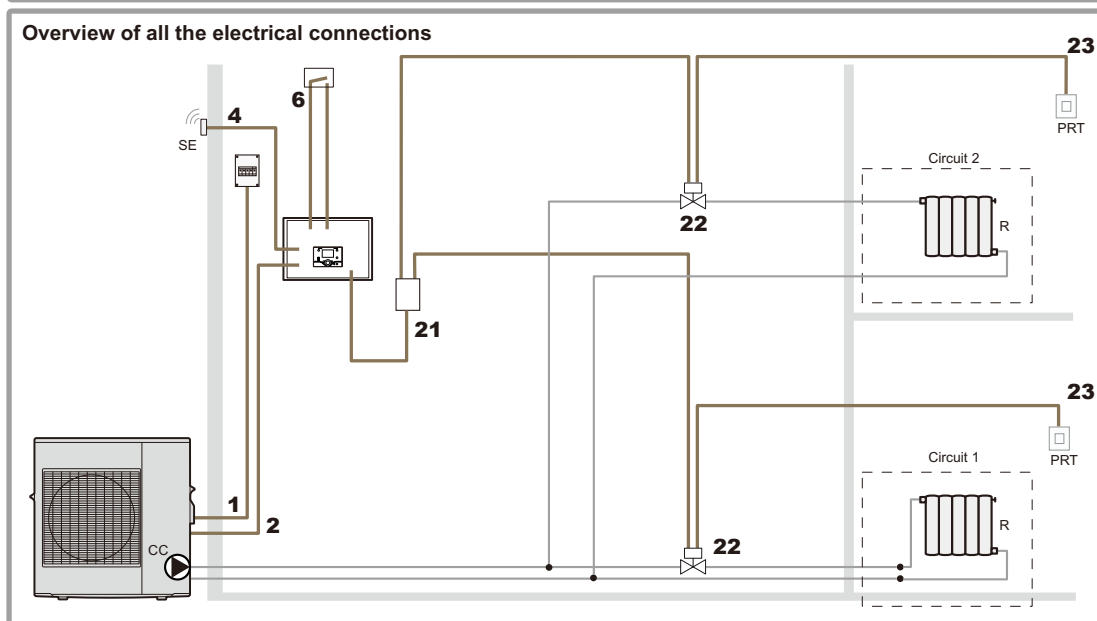 Overview of all the electrical connections
23
6
4
SE
PRT
Circuit 2
R
22
21
23
PRT
Circuit 1
1
2
R
22
CC